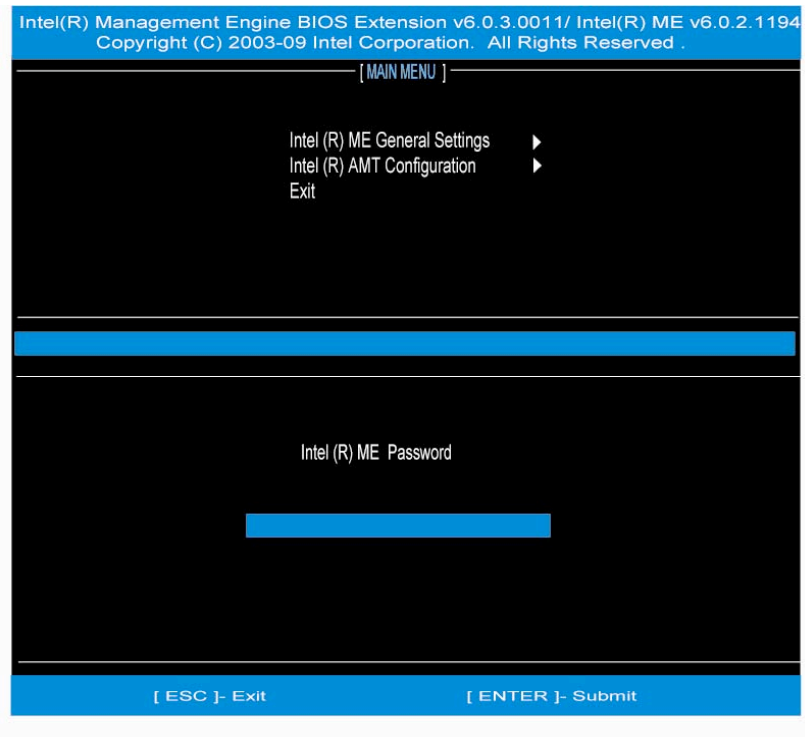 Intel(R) Management Engine BIOS Extension v6.0.3.0011/ Intel(R) ME v6.0.2.1194
Copyright (C) 2003-09 Intel Corporation. All Rights Reserved .
[ MAIN MENU ]
Intel (R) ME General Settings
Intel (R) AMT Configuration
Exit
Intel (R) ME Password
[ ESC ]- Exit [ ENTER ]- Submit